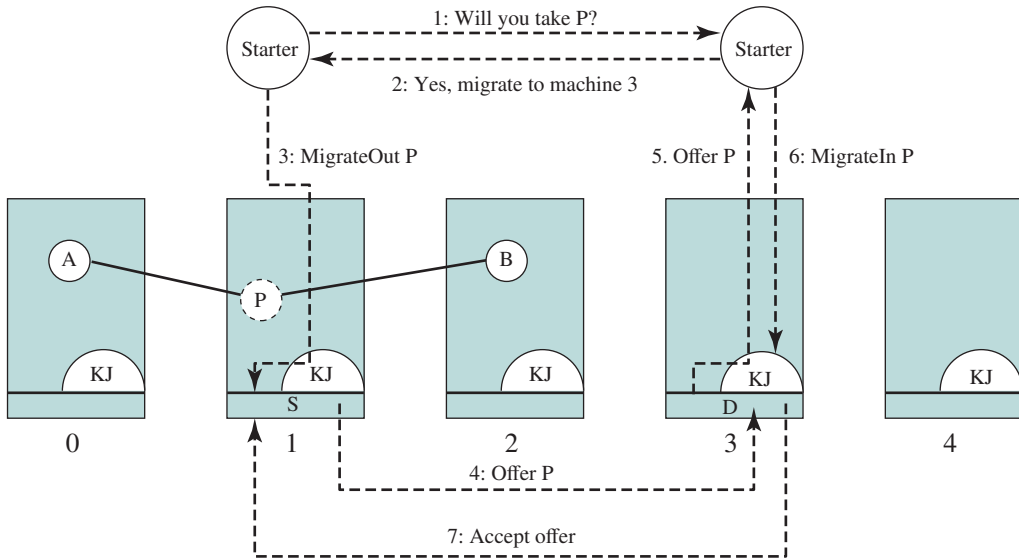 1: Will you take P?
Starter
Starter
2: Yes, migrate to machine 3
3: MigrateOut P
5. Offer P
6: MigrateIn P
A
B
P
KJ
KJ
KJ
KJ
KJ
S
D
0
1
2
3
4
4: Offer P
7: Accept offer